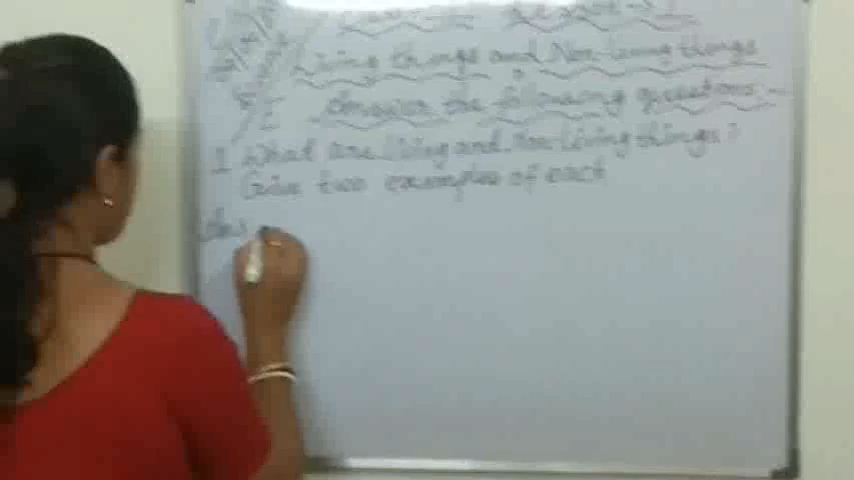 Living things and Non-Living things
I Answer the following questions:-
1 What are Living and Non-Living things?
Give two examples of each
Ans